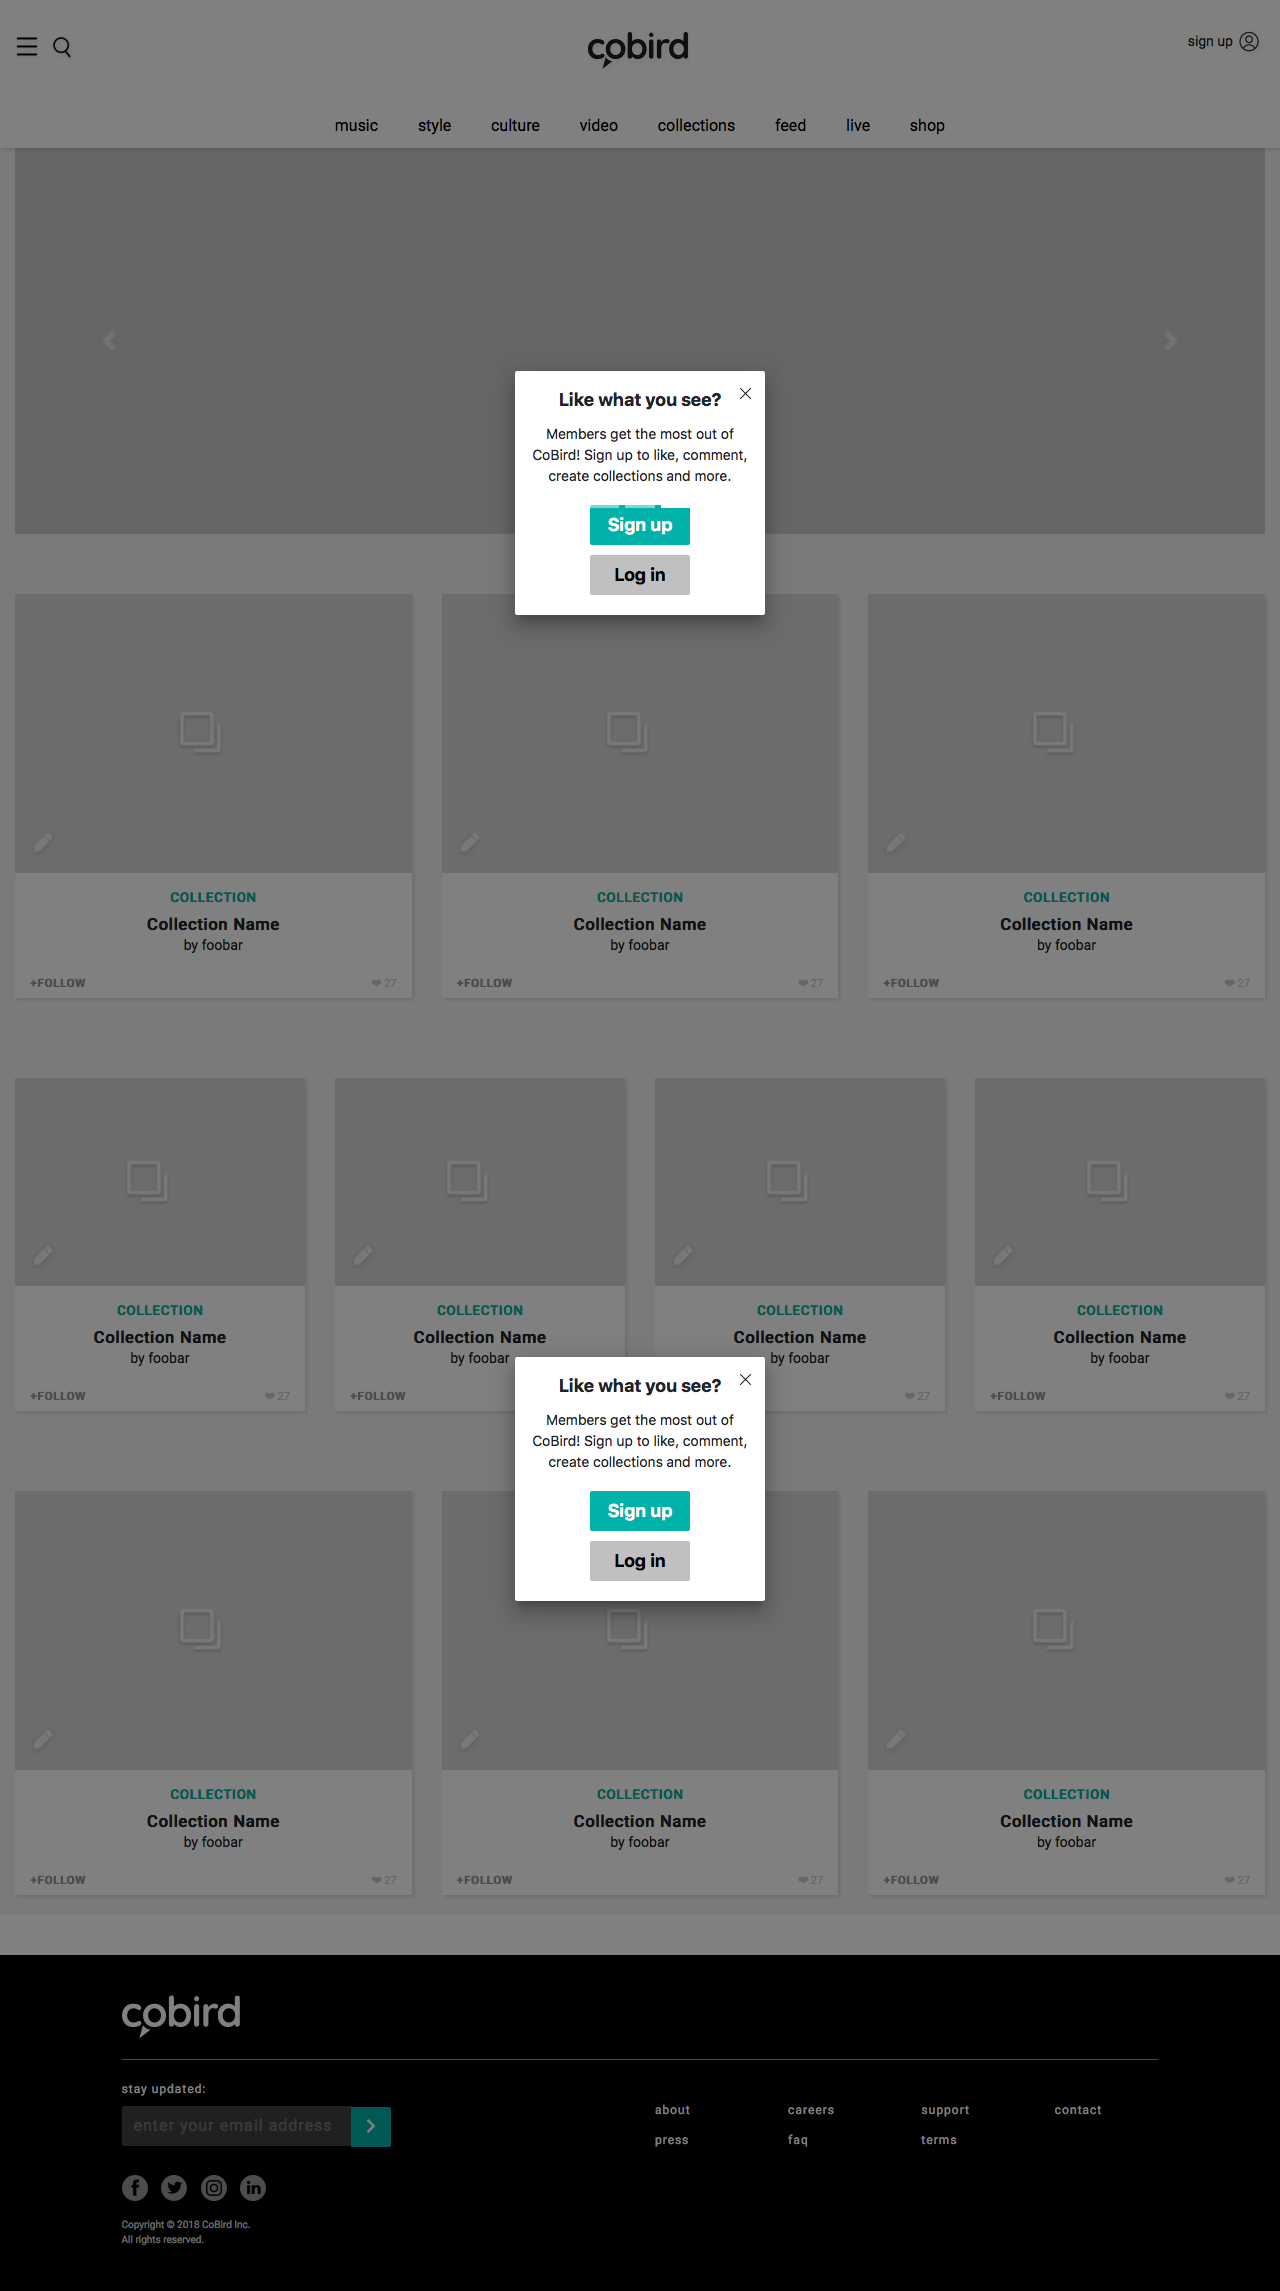 cobird
sign up
music style culture video collections feed live shop
Like what you see?
Members get the most out of
CoBird! Sign up to like, comment,
create collections and more.
Sign up
Log in
COLLECTION COLLECTION COLLECTION
Collection Name Collection Name Collection Name
by foobar by foobar by foobar
+FOLLOW 27 +FOLLOW 27 +FOLLOW 27
COLLECTION COLLECTION COLLECTION COLLECTION
Collection Name Collection Name Collection Name Collection Name
by foobar by foobar by foobar by foobar
+FOLLOW 27 +FOLLOW 27 +FOLLOW 27
Like what you see?
Members get the most out of
CoBird! Sign up to like, comment,
create collections and more.
Sign up
Log in
COLLECTION COLLECTION COLLECTION
Collection Name Collection Name Collection Name
by foobar by foobar by foobar
+FOLLOW 27 +FOLLOW 27 +FOLLOW 27
cobird
stay updated:
enter your email address
about careers support contact
press faq terms
Copyright © 2018 CoBird Inc.
All rights reserved.